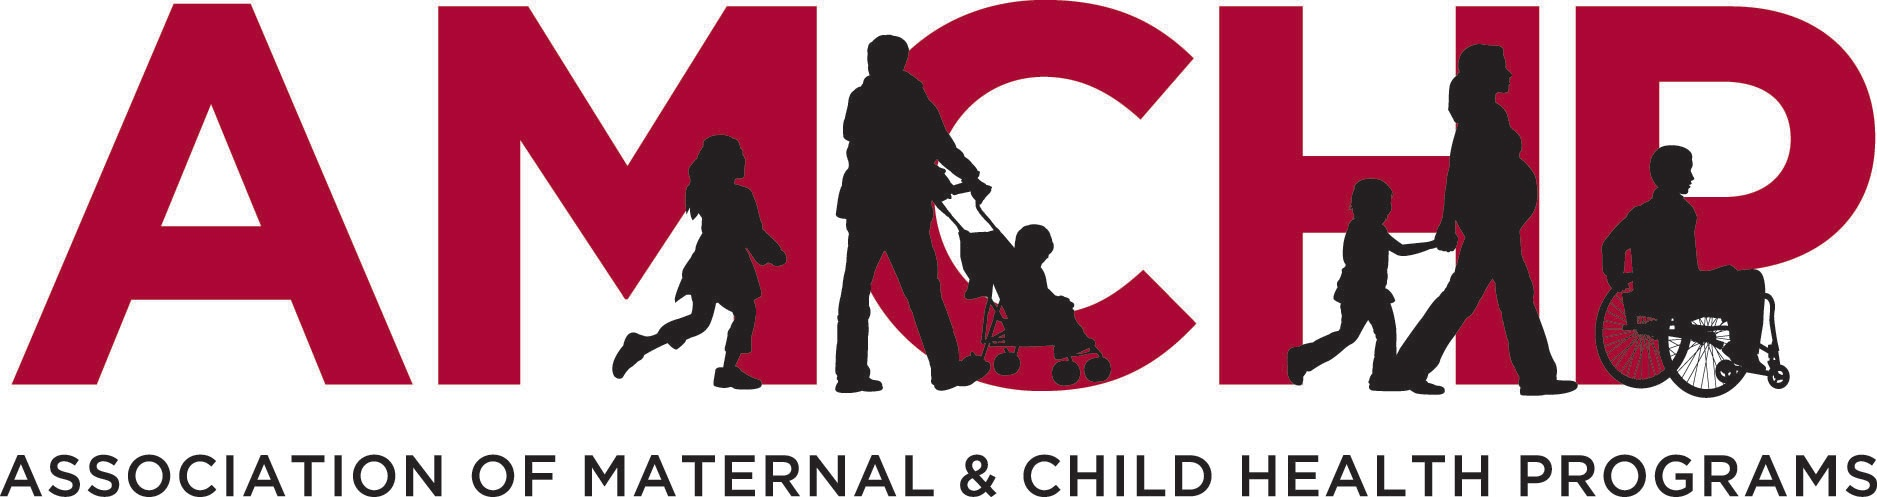 AMCHP
ASSOCIATION OF MATERNAL & CHILD HEALTH PROGRAMS